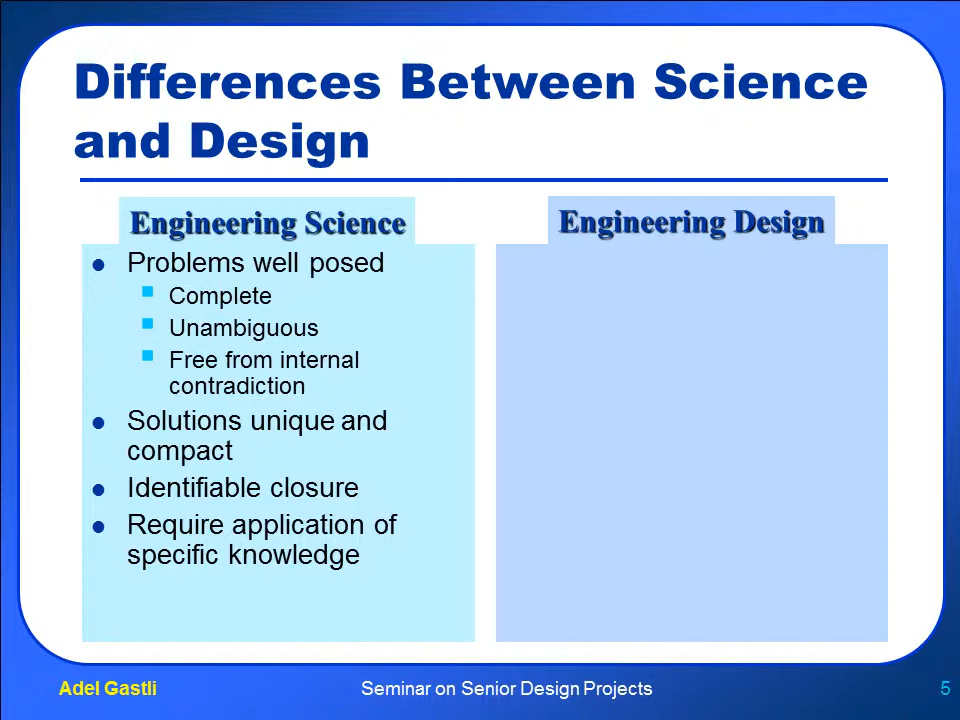 Differences Between Science
and Design
Engineering Science
Problems well posed
Complete
Unambiguous
Free from internal
contradiction
Solutions unique and
compact
Identifiable closure
Require application of
specific knowledge
Engineering Design
Adel Gastli
Seminar on Senior Design Projects
5